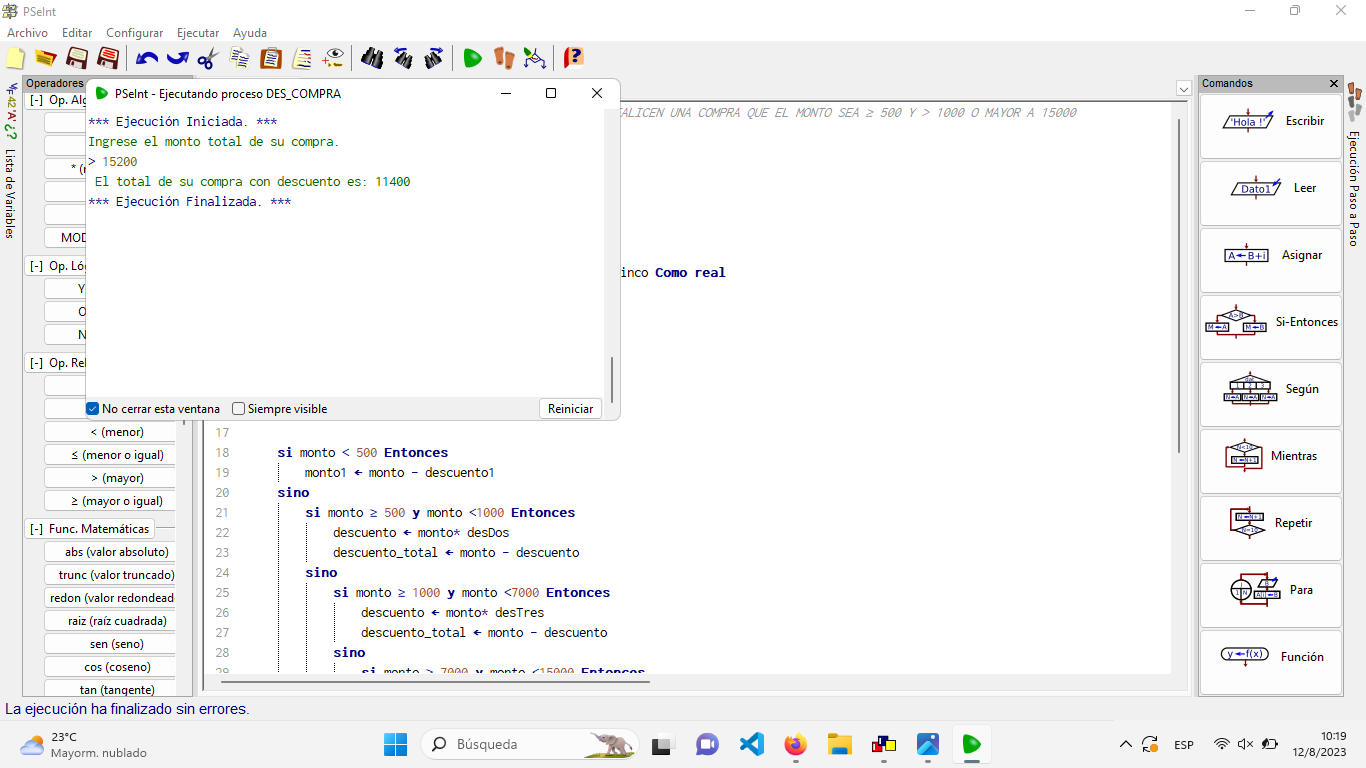 PSeInt
Archivo Editar Configurar Ejecutar Ayuda
Operadores
[-] Op. Alg
* (r
MOD
[-] Op. Lóg
Y
O
N
[-] Op. Rel
< (menor)
≤ (menor o igual)
> (mayor)
≥ (mayor o igual)
[-] Func. Matemáticas
abs (valor absoluto)
trunc (valor truncado)
redon (valor redondead
raiz (raíz cuadrada)
sen (seno)
cos (coseno)
tan (tangente)
Lista de Variables
PSeInt - Ejecutando proceso DES_COMPRA
*** Ejecución Iniciada. ***
Ingrese el monto total de su compra.
> 15200
El total de su compra con descuento es: 11400
*** Ejecución Finalizada. ***
No cerrar esta ventana
Siempre visible
Reiniciar
ALICEN UNA COMPRA QUE EL MONTO SEA ≥ 500 Y > 1000 O MAYOR A 15000
inco Como real
17
18 si monto < 500 Entonces
19 monto1 ← monto - descuento1
20 sino
21 si monto ≥ 500 y monto <1000 Entonces
22 descuento ← monto* desDos
23 descuento_total ← monto - descuento
24 sino
25 si monto ≥ 1000 y monto <7000 Entonces
26 descuento ← monto* desTres
27 descuento_total ← monto - descuento
28 sino
29 si monto ≥ 7000 y monto <15000 Entonces
Comandos
'Hola !' Escribir
Dato1 Leer
A←B+i Asignar
A>B M←A M←B Si-Entonces
Según
Mientras
Repetir
Para
y←f(x) Función
Ejecución Paso a Paso
La ejecución ha finalizado sin errores.
23°C
Mayorm. nublado
Búsqueda
ESP
10:19
12/8/2023